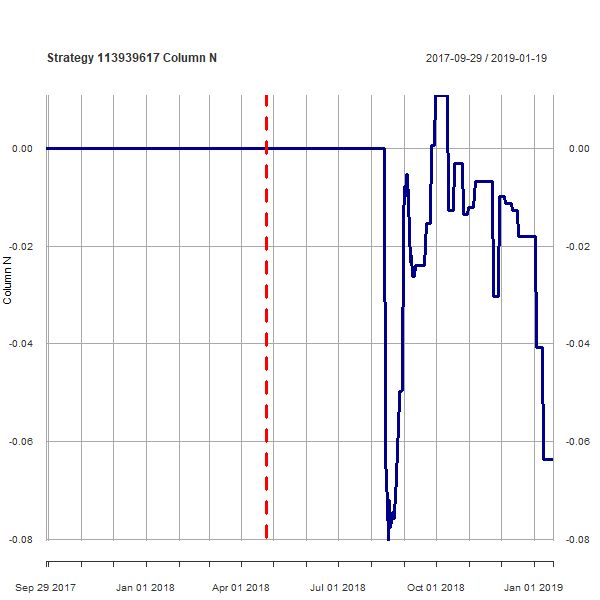 Strategy 113939617 Column N 2017-09-29 / 2019-01-19
0.00 0.00
-0.02 -0.02
Column N
-0.04 -0.04
-0.06 -0.06
-0.08 -0.08
Sep 29 2017 Jan 01 2018 Apr 01 2018 Jul 01 2018 Oct 01 2018 Jan 01 2019